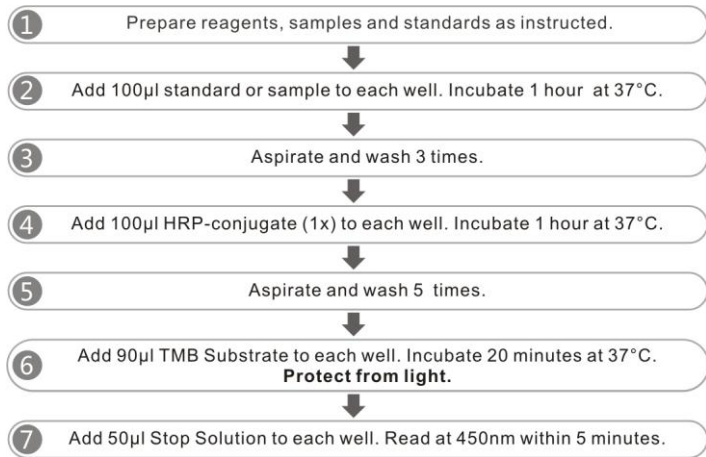 1 Prepare reagents, samples and standards as instructed.
2 Add 100μl standard or sample to each well. Incubate 1 hour at 37°C.
3 Aspirate and wash 3 times.
4 Add 100μl HRP-conjugate (1x) to each well. Incubate 1 hour at 37°C.
5 Aspirate and wash 5 times.
6 Add 90μl TMB Substrate to each well. Incubate 20 minutes at 37°C.
Protect from light.
7 Add 50μl Stop Solution to each well. Read at 450nm within 5 minutes.